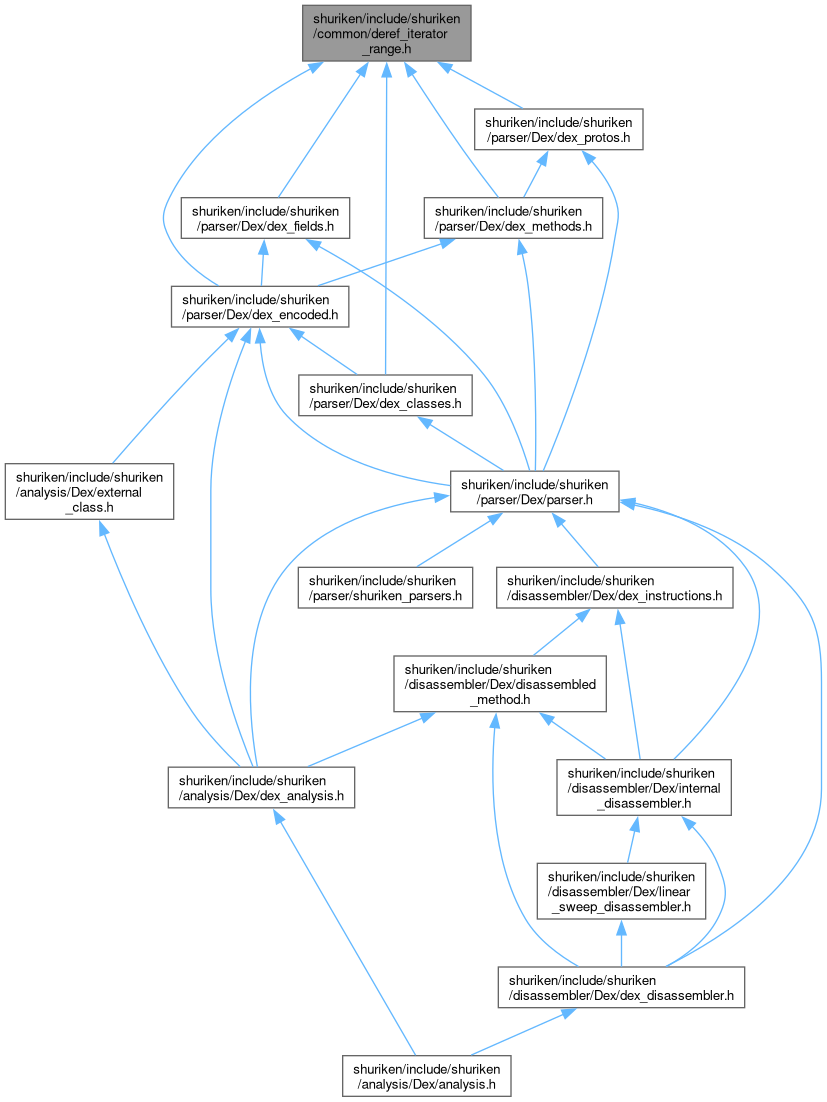 shuriken/include/shuriken
/common/deref_iterator
_range.h
shuriken/include/shuriken
/parser/Dex/dex_protos.h
shuriken/include/shuriken
/parser/Dex/dex_fields.h
shuriken/include/shuriken
/parser/Dex/dex_methods.h
shuriken/include/shuriken
/parser/Dex/dex_encoded.h
shuriken/include/shuriken
/parser/Dex/dex_classes.h
shuriken/include/shuriken
/analysis/Dex/external
_class.h
shuriken/include/shuriken
/parser/Dex/parser.h
shuriken/include/shuriken
/parser/shuriken_parsers.h
shuriken/include/shuriken
/disassembler/Dex/dex_instructions.h
shuriken/include/shuriken
/disassembler/Dex/disassembled
_method.h
shuriken/include/shuriken
/analysis/Dex/dex_analysis.h
shuriken/include/shuriken
/disassembler/Dex/internal
_disassembler.h
shuriken/include/shuriken
/disassembler/Dex/linear
_sweep_disassembler.h
shuriken/include/shuriken
/disassembler/Dex/dex_disassembler.h
shuriken/include/shuriken
/analysis/Dex/analysis.h